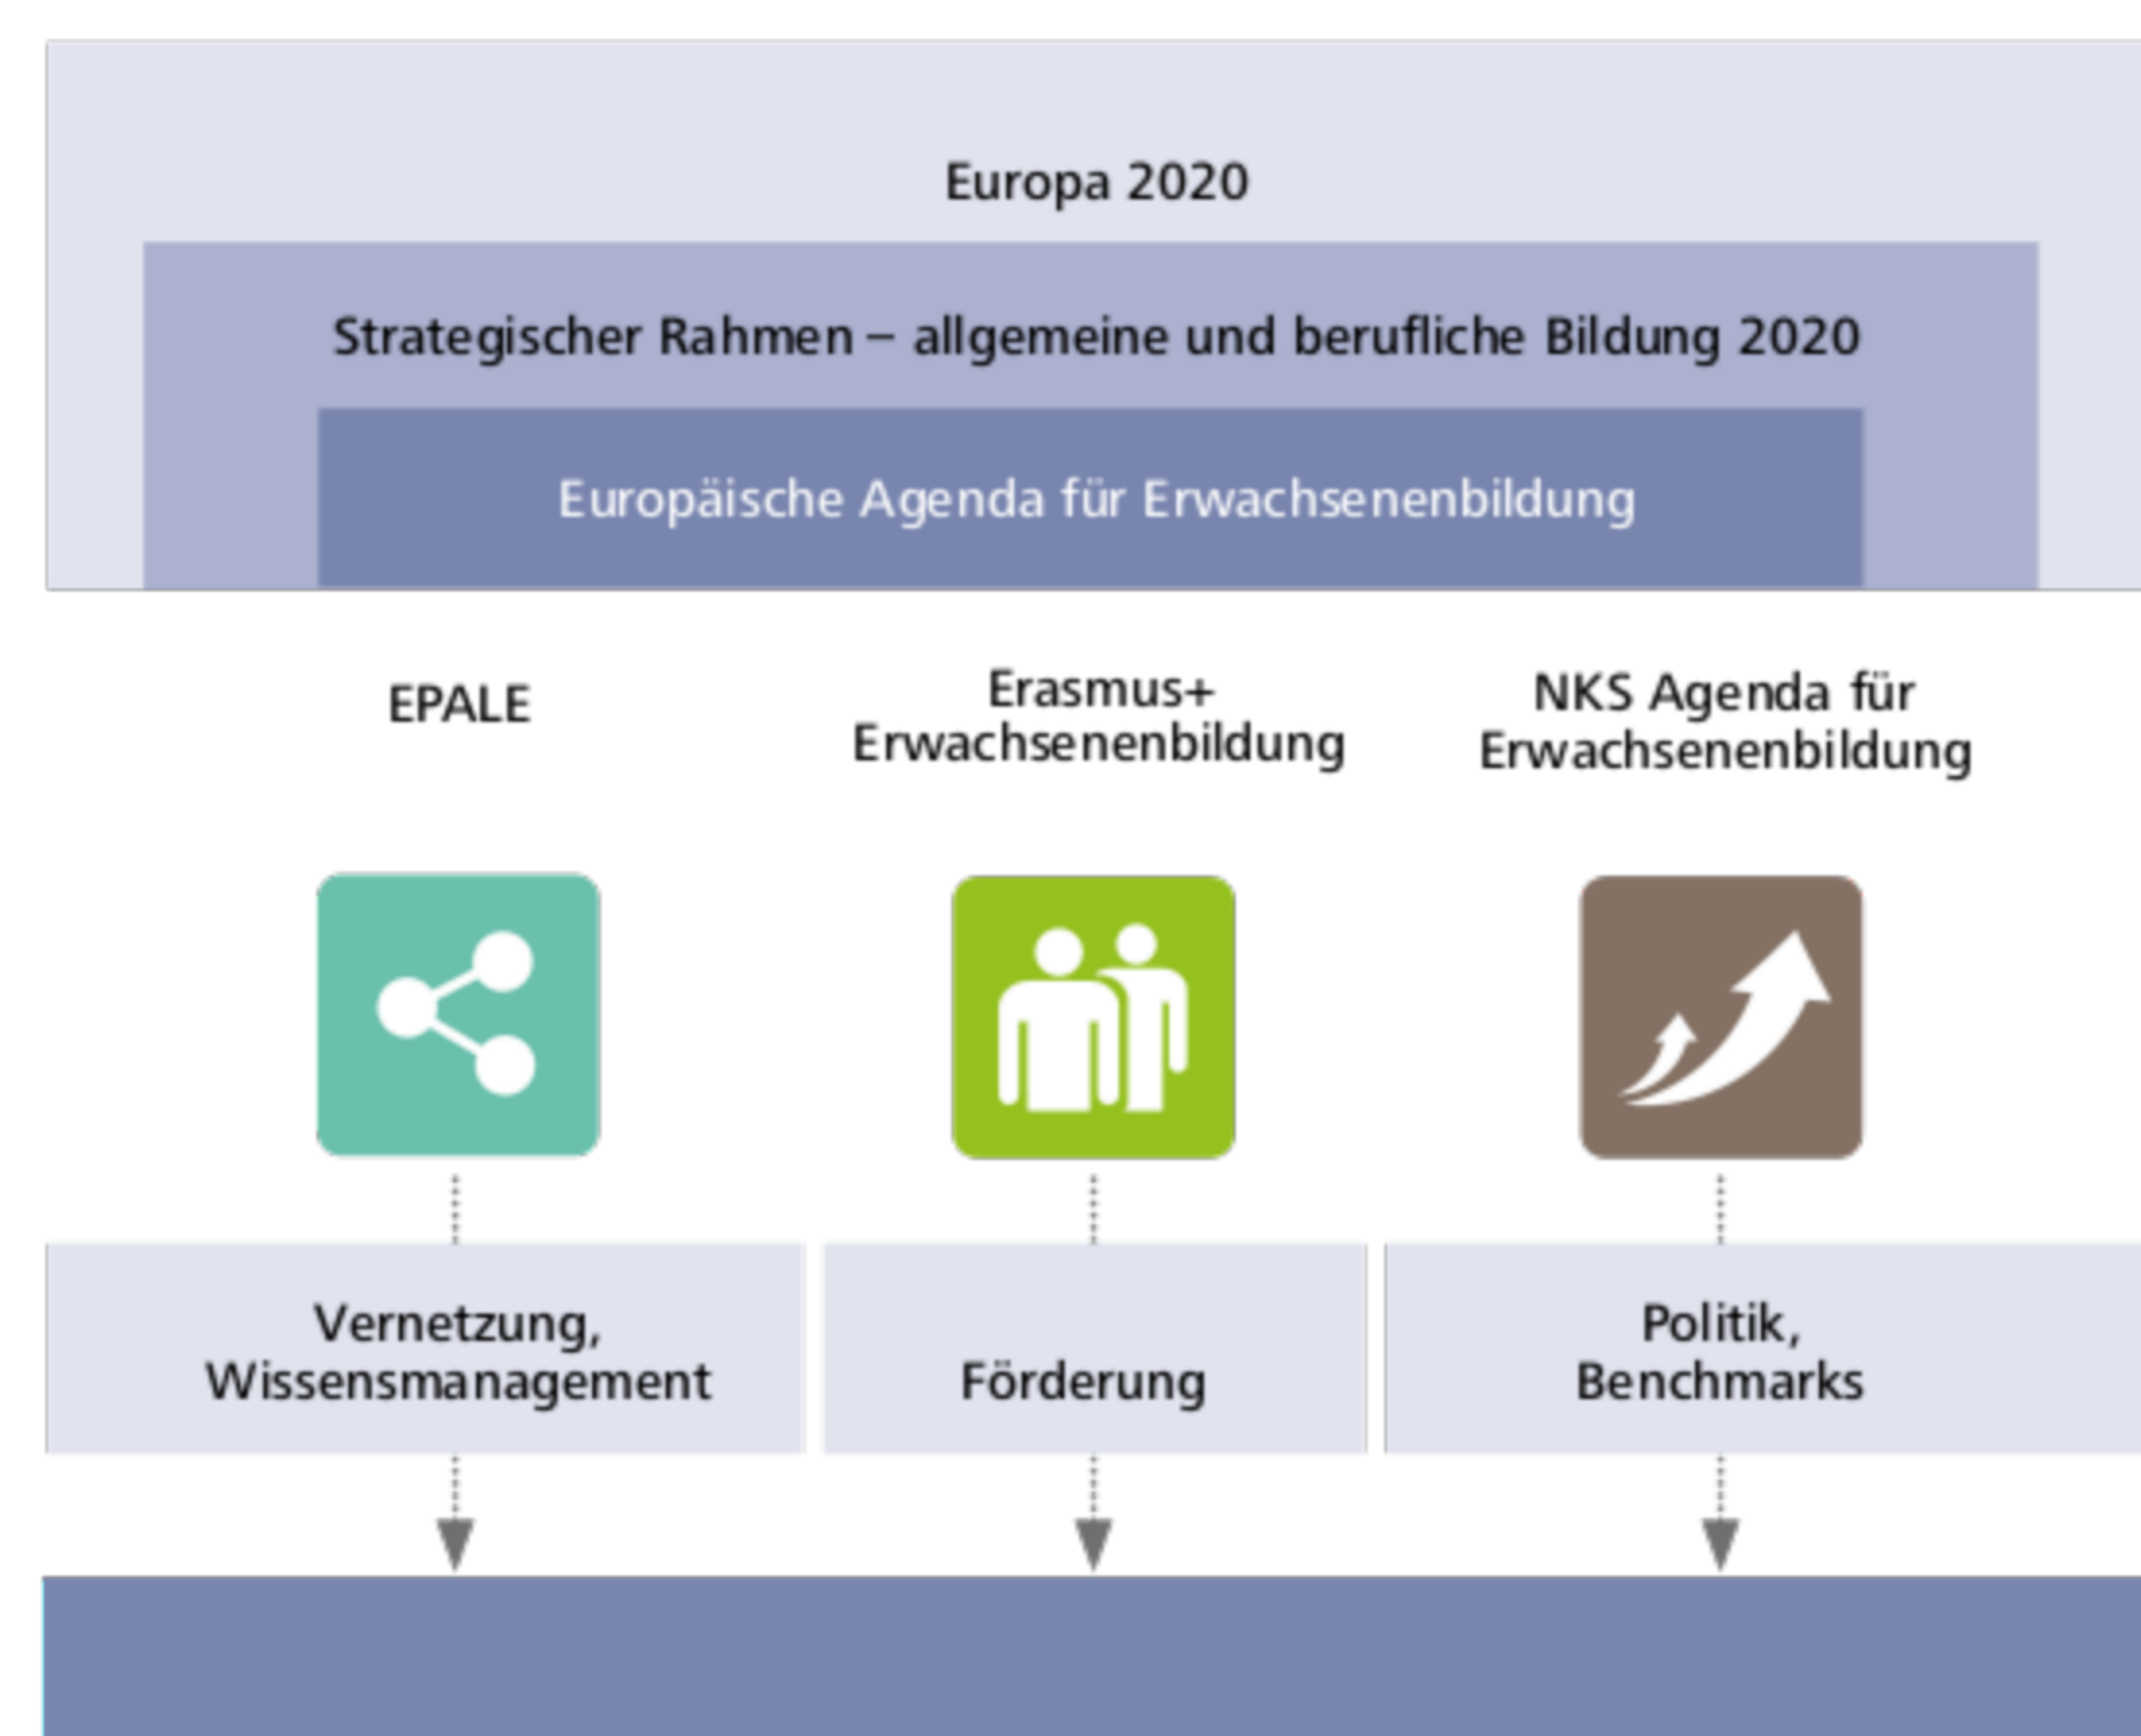 Europa 2020
Strategischer Rahmen – allgemeine und berufliche Bildung 2020
Europäische Agenda für Erwachsenenbildung
EPALE
Erasmus+
Erwachsenenbildung
NKS Agenda für
Erwachsenenbildung
Vernetzung,
Wissensmanagement
Förderung
Politik,
Benchmarks